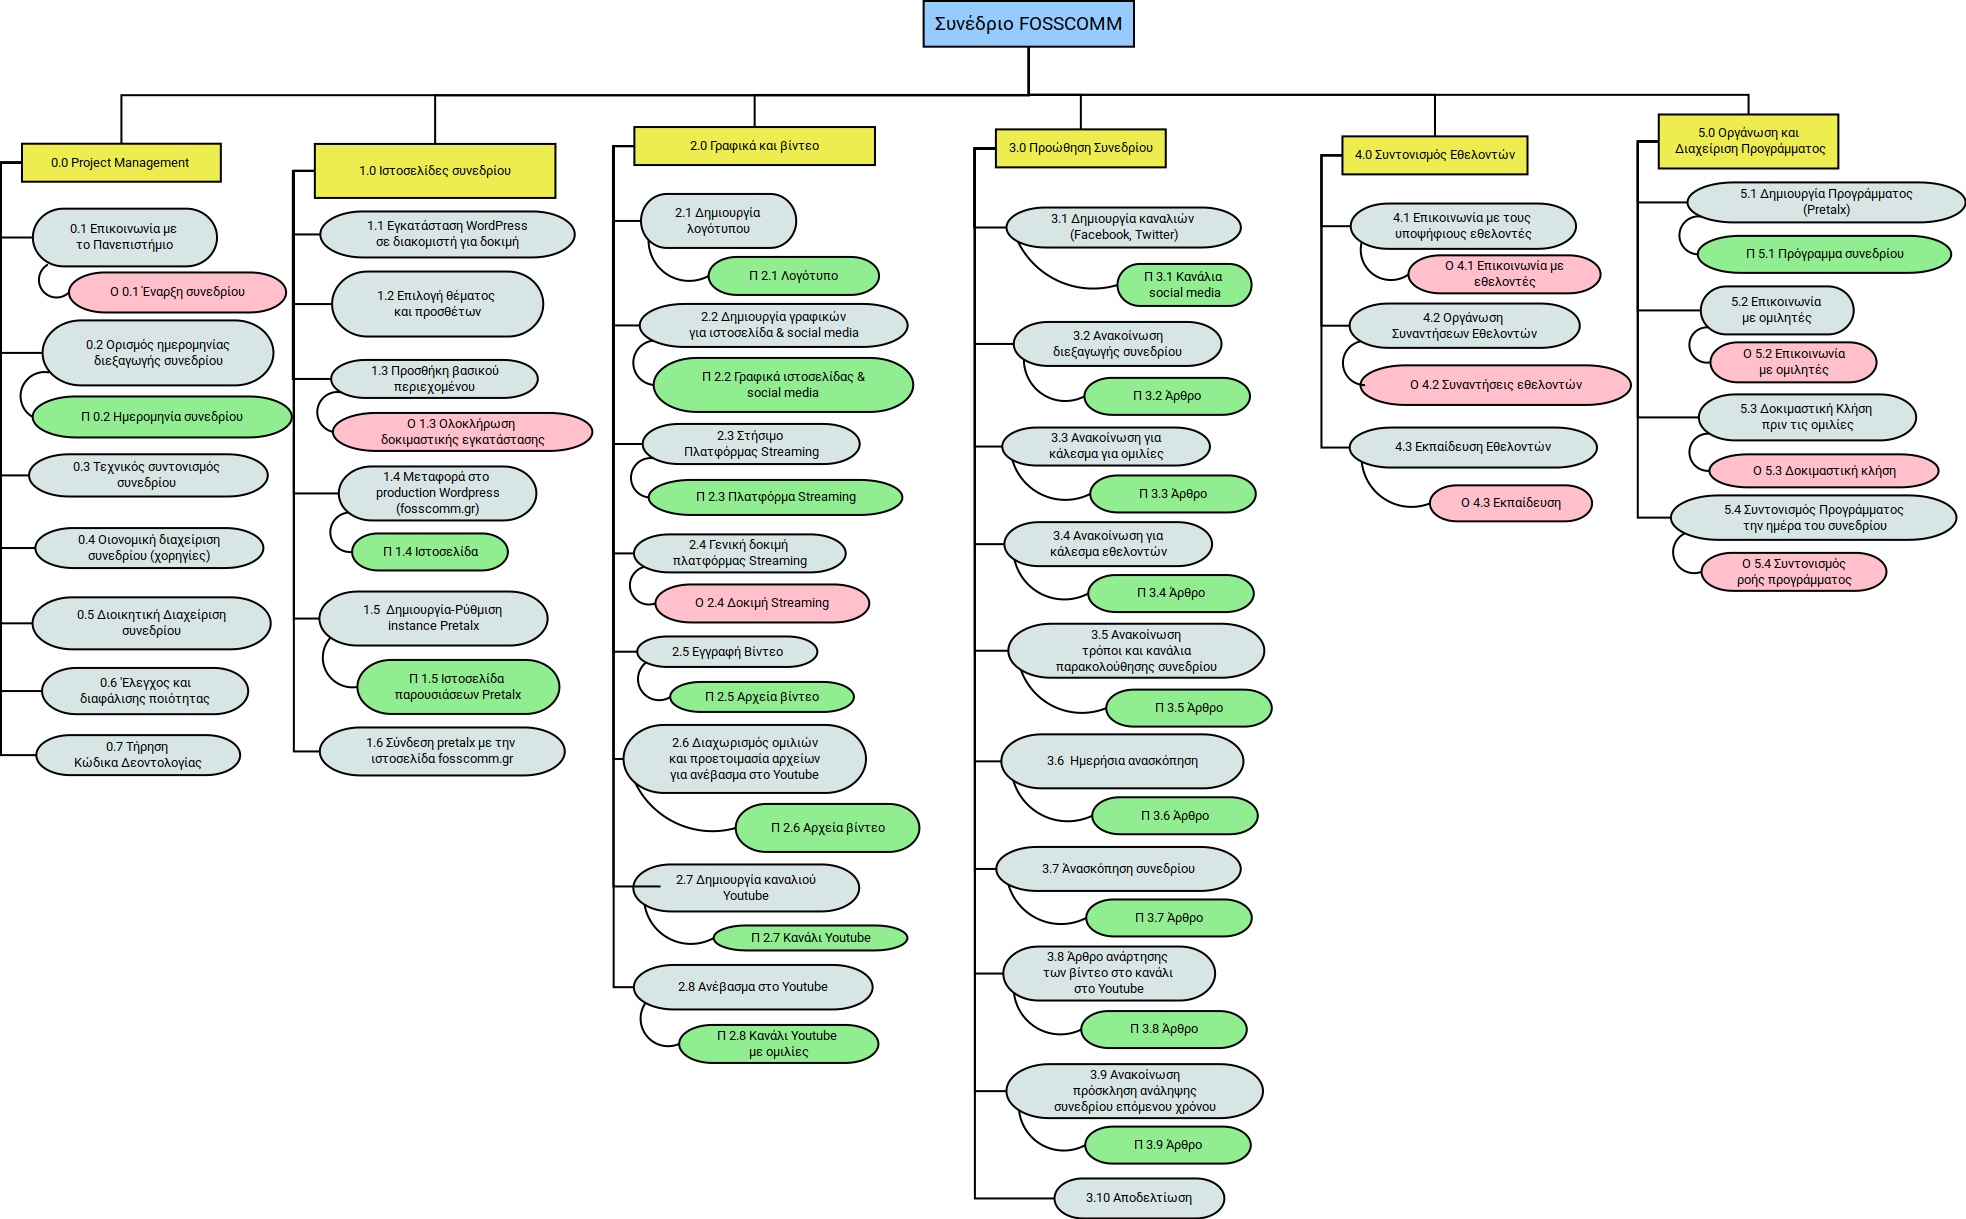 Συνέδριο FOSSCOMM
0.0 Project Management
0.1 Επικοινωνία με
το Πανεπιστήμιο
Ο 0.1 Έναρξη συνεδρίου
0.2 Ορισμός ημερομηνίας
διεξαγωγής συνεδρίου
Π 0.2 Ημερομηνία συνεδρίου
0.3 Τεχνικός συντονισμός
συνεδρίου
0.4 Οιονομική διαχείριση
συνεδρίου (χορηγίες)
0.5 Διοικητική Διαχείριση
συνεδρίου
0.6 Έλεγχος και
διαφάλισης ποιότητας
0.7 Τήρηση
Κώδικα Δεοντολογίας
1.0 Ιστοσελίδες συνεδρίου
1.1 Εγκατάσταση WordPress
σε διακομιστή για δοκιμή
1.2 Επιλογή θέματος
και προσθέτων
1.3 Προσθήκη βασικού
περιεχομένου
Ο 1.3 Ολοκλήρωση
δοκιμαστικής εγκατάστασης
1.4 Μεταφορά στο
production Wordpress
(fosscomm.gr)
Π 1.4 Ιστοσελίδα
1.5 Δημιουργία-Ρύθμιση
instance Pretalx
Π 1.5 Ιστοσελίδα
παρουσιάσεων Pretalx
1.6 Σύνδεση pretalx με την
ιστοσελίδα fosscomm.gr
2.0 Γραφικά και βίντεο
2.1 Δημιουργία
λογότυπου
Π 2.1 Λογότυπο
2.2 Δημιουργία γραφικών
για ιστοσελίδα & social media
Π 2.2 Γραφικά ιστοσελίδας &
social media
2.3 Στήσιμο
Πλατφόρμας Streaming
Π 2.3 Πλατφόρμα Streaming
2.4 Γενική δοκιμή
πλατφόρμας Streaming
Ο 2.4 Δοκιμή Streaming
2.5 Εγγραφή Βίντεο
Π 2.5 Αρχεία βίντεο
2.6 Διαχωρισμός ομιλιών
και προετοιμασία αρχείων
για ανέβασμα στο Youtube
Π 2.6 Αρχεία βίντεο
2.7 Δημιουργία καναλιού
Youtube
Π 2.7 Κανάλι Youtube
2.8 Ανέβασμα στο Youtube
Π 2.8 Κανάλι Youtube
με ομιλίες
3.0 Προώθηση Συνεδρίου
3.1 Δημιουργία καναλιών
(Facebook, Twitter)
Π 3.1 Κανάλια
social media
3.2 Ανακοίνωση
διεξαγωγής συνεδρίου
Π 3.2 Άρθρο
3.3 Ανακοίνωση για
κάλεσμα για ομιλίες
Π 3.3 Άρθρο
3.4 Ανακοίνωση για
κάλεσμα εθελοντών
Π 3.4 Άρθρο
3.5 Ανακοίνωση
τρόποι και κανάλια
παρακολούθησης συνεδρίου
Π 3.5 Άρθρο
3.6 Ημερήσια ανασκόπηση
Π 3.6 Άρθρο
3.7 Άνασκόπηση συνεδρίου
Π 3.7 Άρθρο
3.8 Άρθρο ανάρτησης
των βίντεο στο κανάλι
στο Youtube
Π 3.8 Άρθρο
3.9 Ανακοίνωση
πρόσκληση ανάληψης
συνεδρίου επόμενου χρόνου
Π 3.9 Άρθρο
3.10 Αποδελτίωση
4.0 Συντονισμός Εθελοντών
4.1 Επικοινωνία με τους
υποψήφιους εθελοντές
Ο 4.1 Επικοινωνία με
εθελοντές
4.2 Οργάνωση
Συναντήσεων Εθελοντών
Ο 4.2 Συναντήσεις εθελοντών
4.3 Εκπαίδευση Εθελοντών
Ο 4.3 Εκπαίδευση
5.0 Οργάνωση και
Διαχείριση Προγράμματος
5.1 Δημιουργία Προγράμματος
(Pretalx)
Π 5.1 Πρόγραμμα συνεδρίου
5.2 Επικοινωνία
με ομιλητές
Ο 5.2 Επικοινωνία
με ομιλητές
5.3 Δοκιμαστική Κλήση
πριν τις ομιλίες
Ο 5.3 Δοκιμαστική κλήση
5.4 Συντονισμός Προγράμματος
την ημέρα του συνεδρίου
Ο 5.4 Συντονισμός
ροής προγράμματος